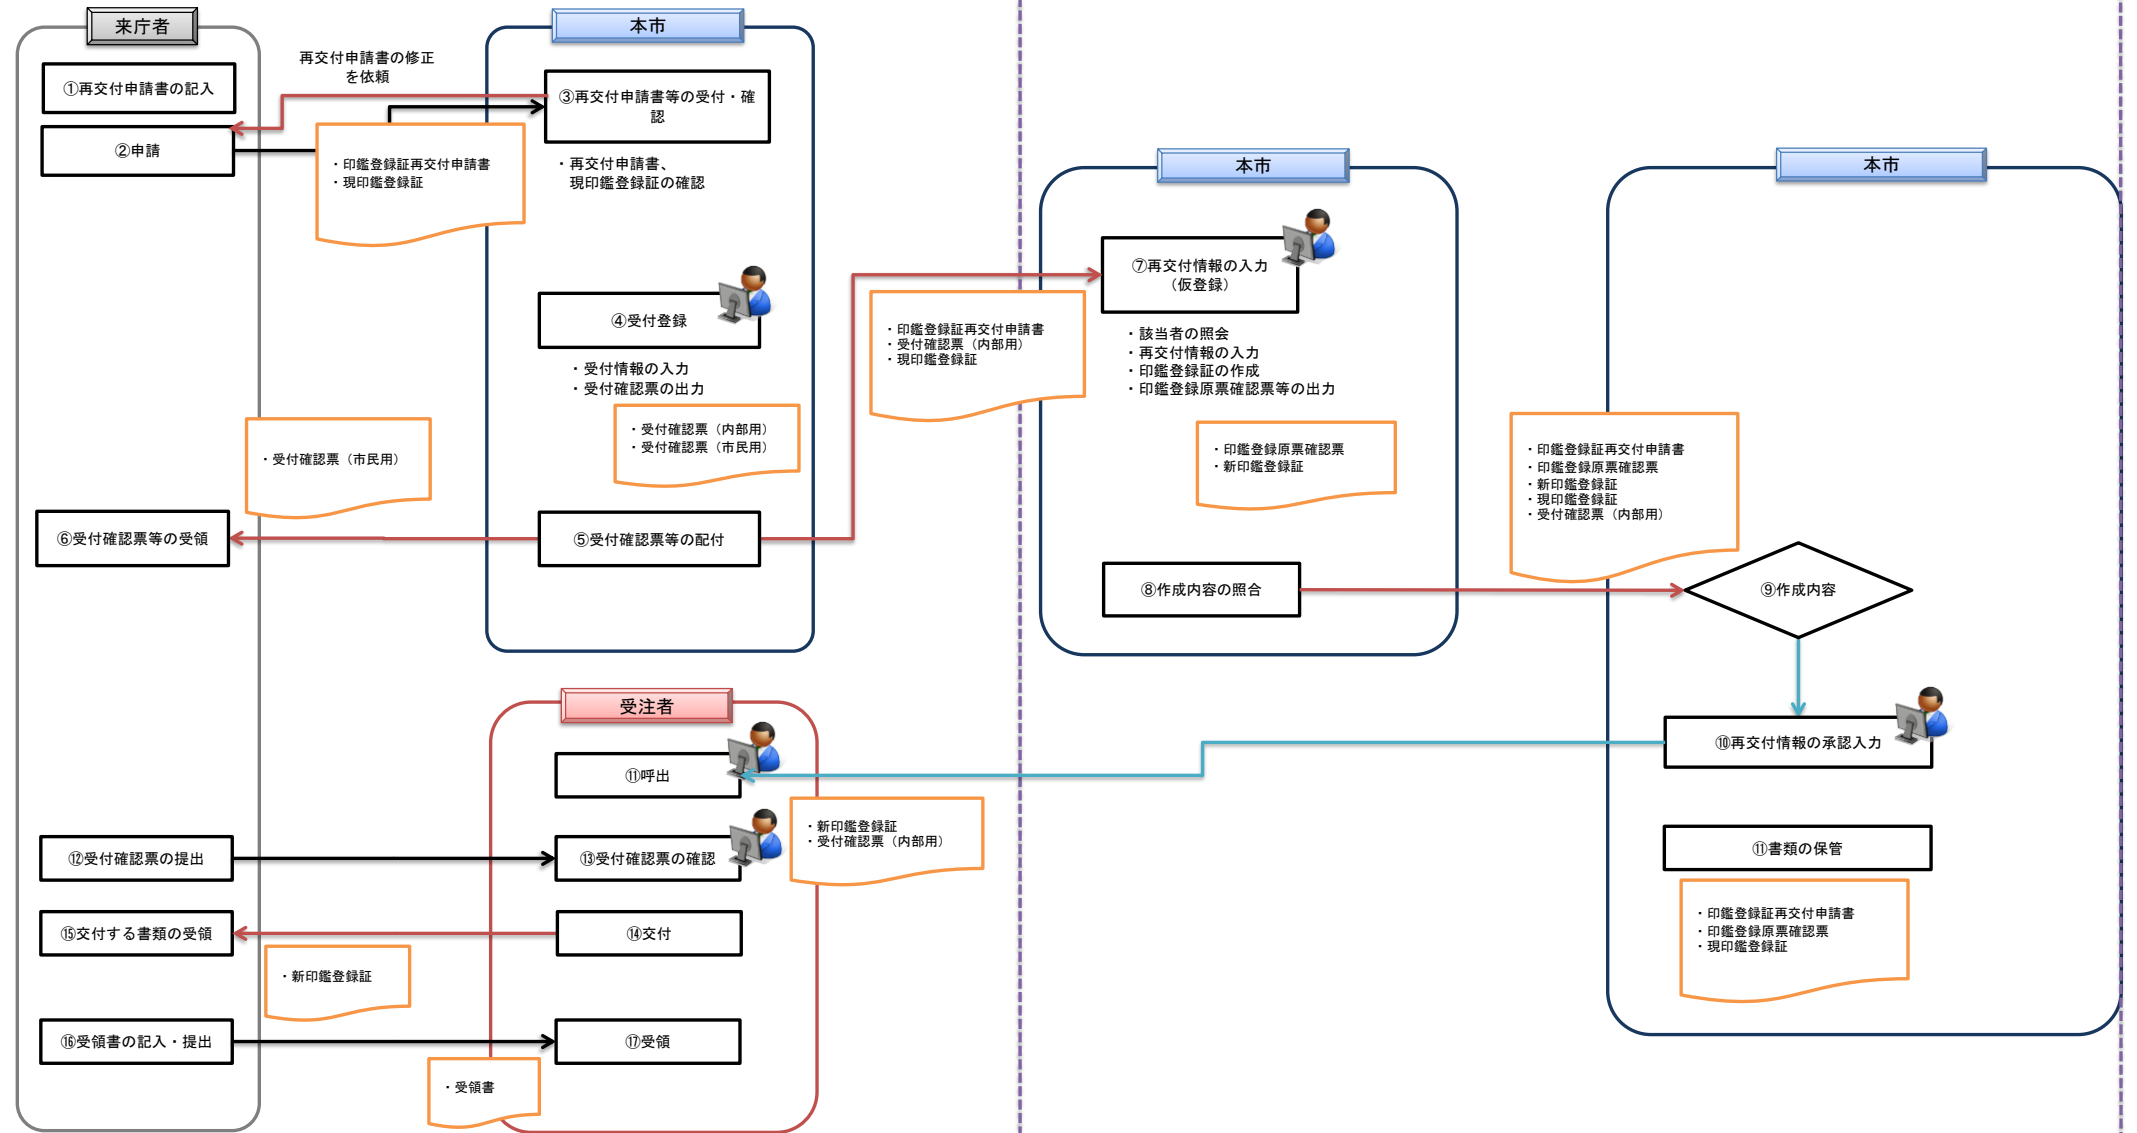 来庁者
①再交付申請書の記入
②申請
再交付申請書の修正
を依頼
・印鑑登録証再交付申請書
・現印鑑登録証
本市
③再交付申請書等の受付・確
認
・再交付申請書、
現印鑑登録証の確認
④受付登録
・受付情報の入力
・受付確認票の出力
・受付確認票（内部用）
・受付確認票（市民用）
・受付確認票（市民用）
⑤受付確認票等の配付
⑥受付確認票等の受領
・印鑑登録証再交付申請書
・受付確認票（内部用）
・現印鑑登録証
本市
⑦再交付情報の入力
（仮登録）
・該当者の照会
・再交付情報の入力
・印鑑登録証の作成
・印鑑登録原票確認票等の出力
・印鑑登録原票確認票
・新印鑑登録証
⑧作成内容の照合
本市
・印鑑登録証再交付申請書
・印鑑登録原票確認票
・新印鑑登録証
・現印鑑登録証
・受付確認票（内部用）
⑨作成内容
⑩再交付情報の承認入力
⑪書類の保管
・印鑑登録証再交付申請書
・印鑑登録原票確認票
・現印鑑登録証
受注者
⑪呼出
・新印鑑登録証
・受付確認票（内部用）
⑫受付確認票の提出
⑬受付確認票の確認
⑭交付
⑮交付する書類の受領
・新印鑑登録証
⑯受領書の記入・提出
⑰受領
・受領書